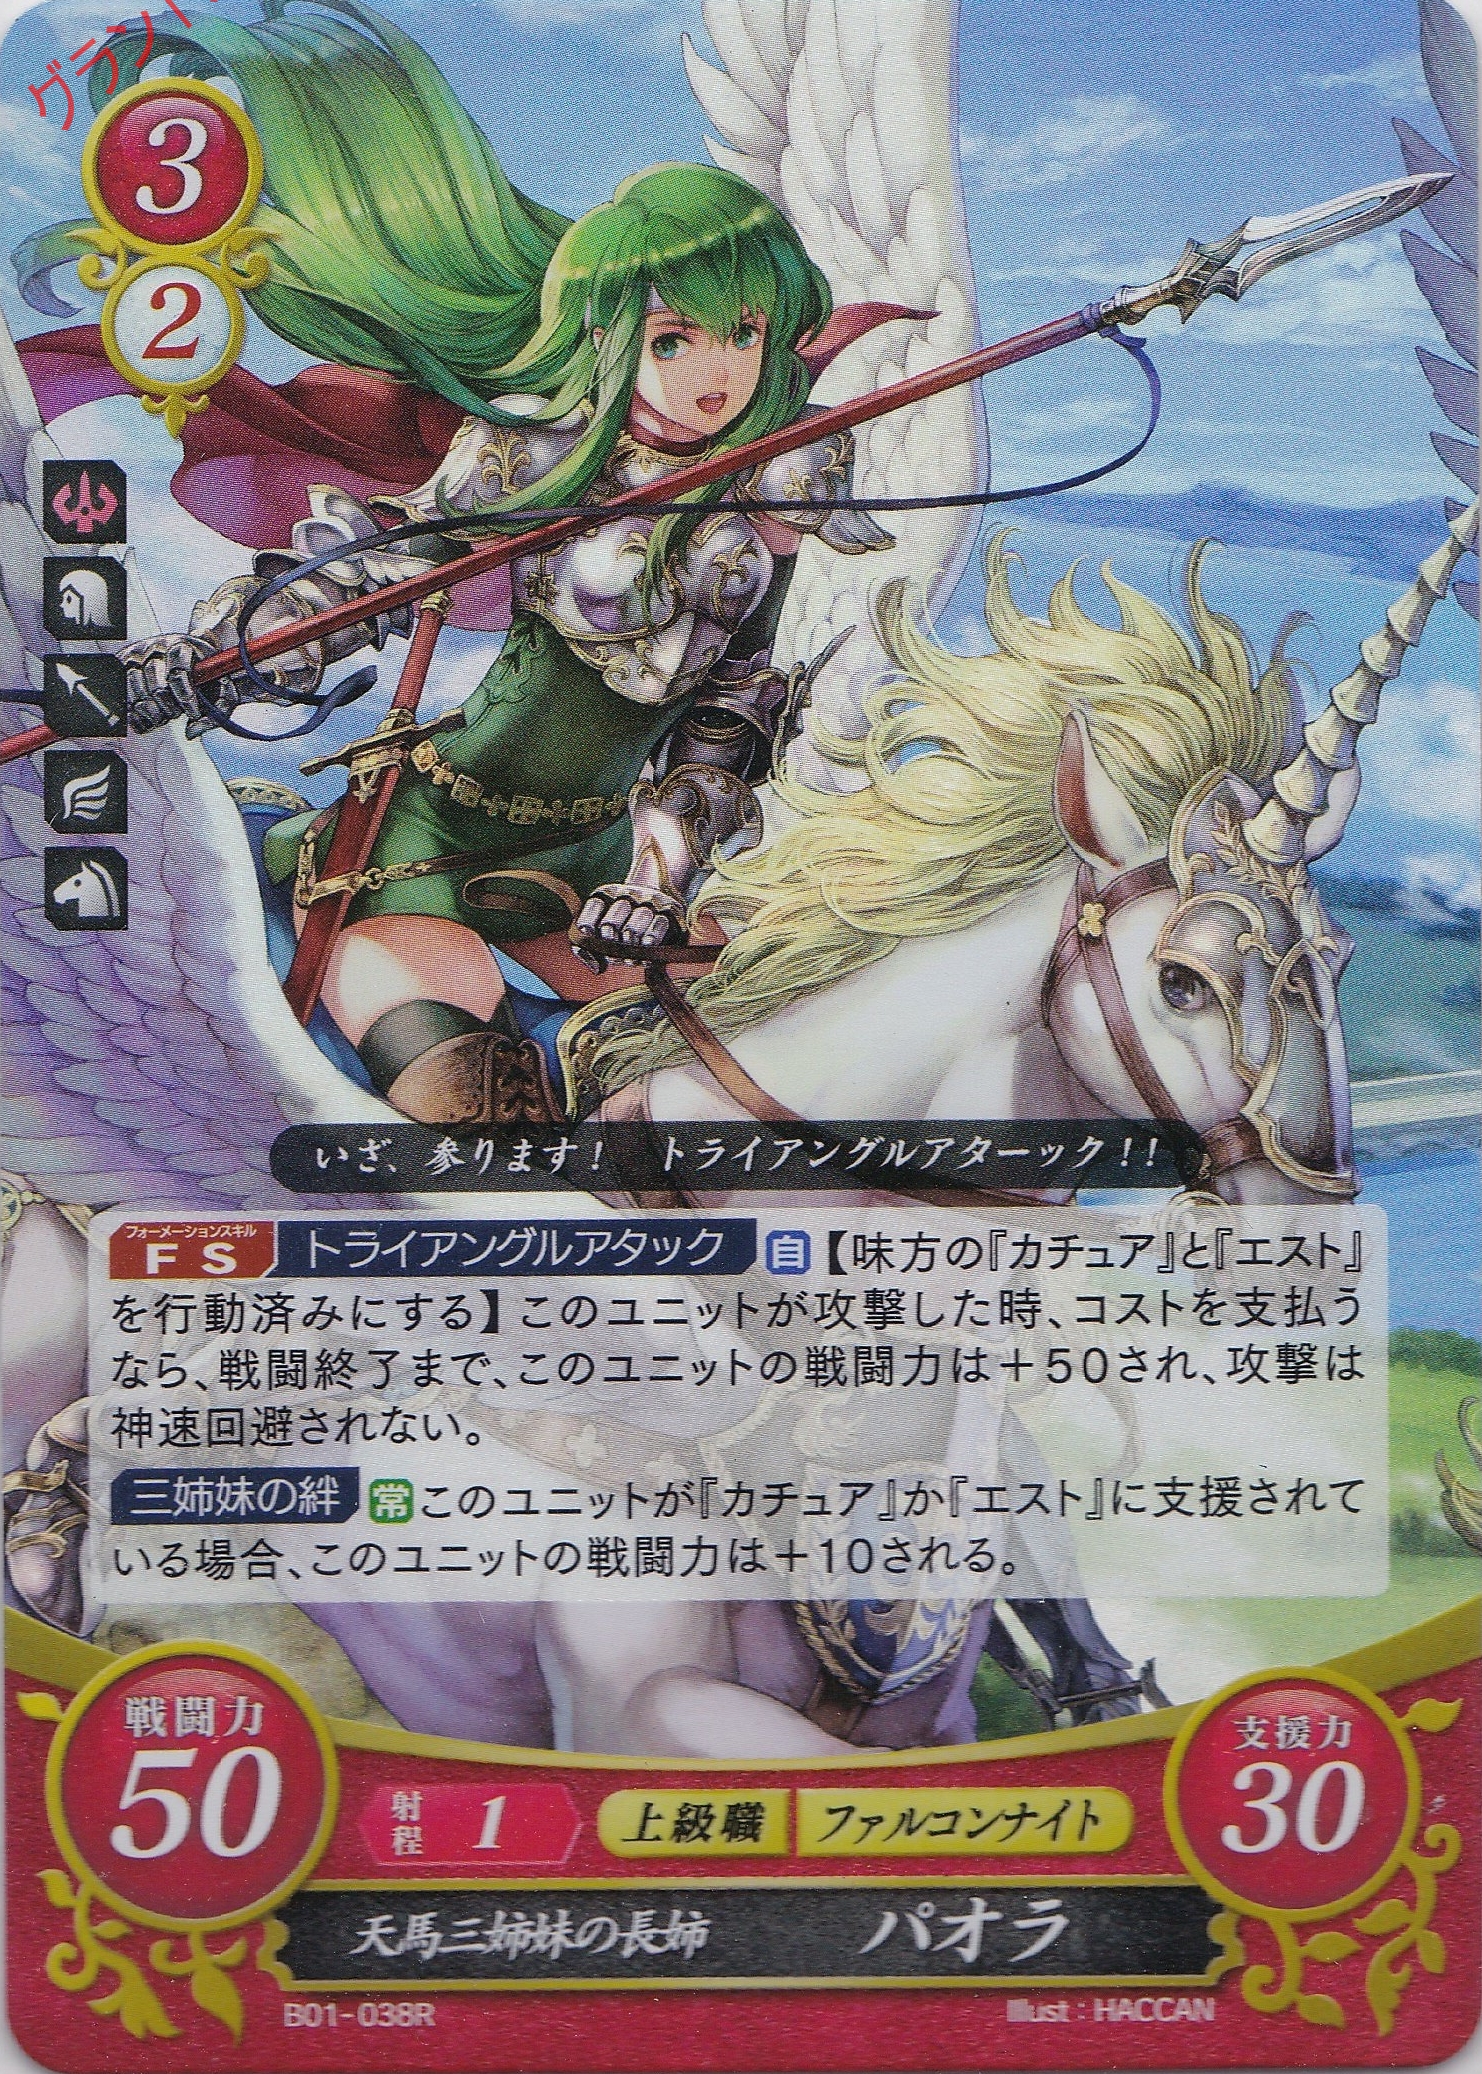 グラン
3
2
いざ、参ります! トライアングルアターック!!
フォーメーションスキル
FS トライアングルアタック 自【味方の『カチュア』と『エスト』
を行動済みにする】このユニットが攻撃した時、コストを支払う
なら、戦闘終了まで、このユニットの戦闘力は+50され、攻撃は
神速回避されない。
三姉妹の絆 常このユニットが『カチュア』か『エスト』に支援されて
いる場合、このユニットの戦闘力は+10される。
戦闘力
50
射程 1
上級職 ファルコンナイト
支援力
30
天馬三姉妹の長姉 パオラ
B01-038R
Illust:HACCAN